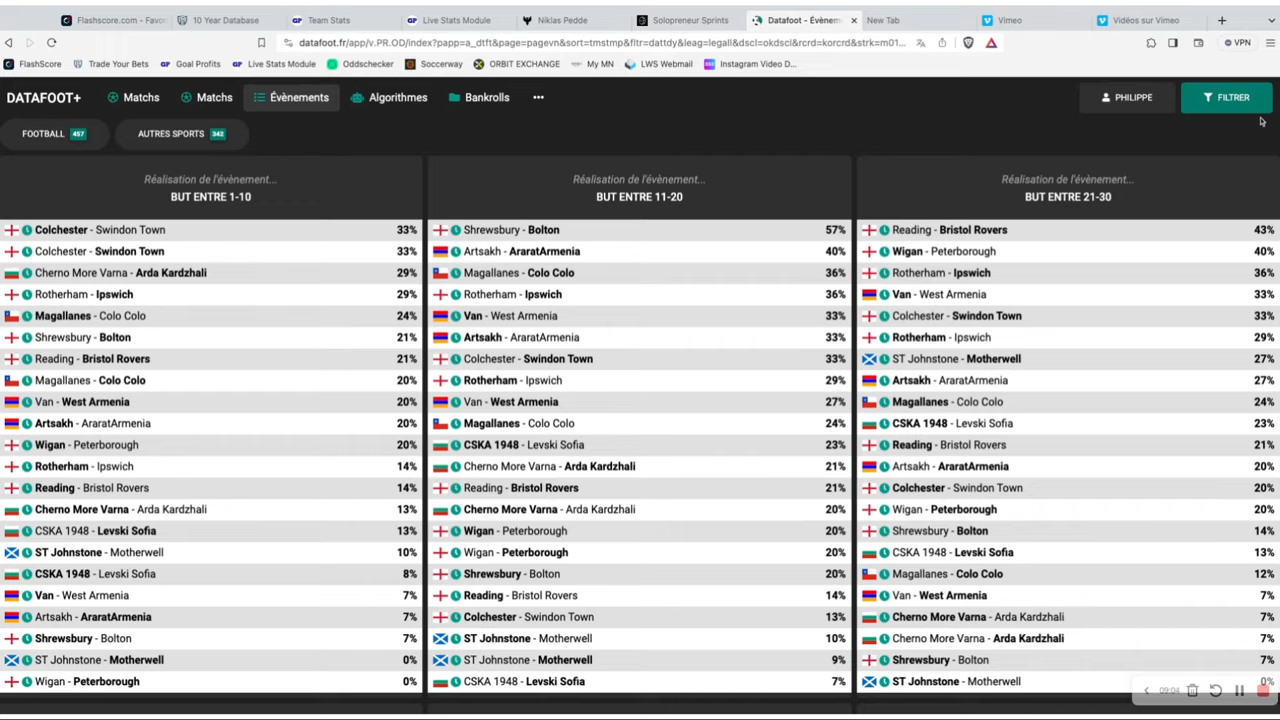 Flashscore.com - Favo
10 Year Database
Team Stats
Live Stats Module
Niklas Pedde
Solopreneur Sprints
Datafoot - Évènem
New Tab
Vimeo
Vidéos sur Vimeo
datafoot.fr/app/v.PR.OD/index?papp=a_dtft&page=pagevn&sort=tmstmp&fltr=dattdy&leag=legall&dscl=okdscl&rcrd=korcrd&strk=m01...
VPN
FlashScore
Trade Your Bets
Goal Profits
Live Stats Module
Oddschecker
Soccerway
ORBIT EXCHANGE
My MN
LWS Webmail
Instagram Video D...
DATAFOOT+
Matchs
Matchs
Évènements
Algorithmes
Bankrolls
PHILIPPE
FILTRER
FOOTBALL 457
AUTRES SPORTS 342
Réalisation de l'évènement...
BUT ENTRE 1-10
Colchester - Swindon Town 33%
Colchester - Swindon Town 33%
Cherno More Varna - Arda Kardzhali 29%
Rotherham - Ipswich 29%
Magallanes - Colo Colo 24%
Shrewsbury - Bolton 21%
Reading - Bristol Rovers 21%
Magallanes - Colo Colo 20%
Van - West Armenia 20%
Artsakh - AraratArmenia 20%
Wigan - Peterborough 20%
Rotherham - Ipswich 14%
Reading - Bristol Rovers 14%
Cherno More Varna - Arda Kardzhali 13%
CSKA 1948 - Levski Sofia 13%
ST Johnstone - Motherwell 10%
CSKA 1948 - Levski Sofia 8%
Van - West Armenia 7%
Artsakh - AraratArmenia 7%
Shrewsbury - Bolton 7%
ST Johnstone - Motherwell 0%
Wigan - Peterborough 0%
Réalisation de l'évènement...
BUT ENTRE 11-20
Shrewsbury - Bolton 57%
Artsakh - AraratArmenia 40%
Magallanes - Colo Colo 36%
Rotherham - Ipswich 36%
Van - West Armenia 33%
Artsakh - AraratArmenia 33%
Colchester - Swindon Town 33%
Rotherham - Ipswich 29%
Van - West Armenia 27%
Magallanes - Colo Colo 24%
CSKA 1948 - Levski Sofia 23%
Cherno More Varna - Arda Kardzhali 21%
Reading - Bristol Rovers 21%
Cherno More Varna - Arda Kardzhali 20%
Wigan - Peterborough 20%
Wigan - Peterborough 20%
Shrewsbury - Bolton 20%
Reading - Bristol Rovers 14%
Colchester - Swindon Town 13%
ST Johnstone - Motherwell 10%
ST Johnstone - Motherwell 9%
CSKA 1948 - Levski Sofia 7%
Réalisation de l'évènement...
BUT ENTRE 21-30
Reading - Bristol Rovers 43%
Wigan - Peterborough 40%
Rotherham - Ipswich 36%
Van - West Armenia 33%
Colchester - Swindon Town 33%
Rotherham - Ipswich 29%
ST Johnstone - Motherwell 27%
Artsakh - AraratArmenia 27%
Magallanes - Colo Colo 24%
CSKA 1948 - Levski Sofia 23%
Reading - Bristol Rovers 21%
Artsakh - AraratArmenia 20%
Colchester - Swindon Town 20%
Wigan - Peterborough 20%
Shrewsbury - Bolton 14%
CSKA 1948 - Levski Sofia 13%
Magallanes - Colo Colo 12%
Van - West Armenia 7%
Cherno More Varna - Arda Kardzhali 7%
Cherno More Varna - Arda Kardzhali 7%
Shrewsbury - Bolton 7%
ST Johnstone - Motherwell 0%
09:04